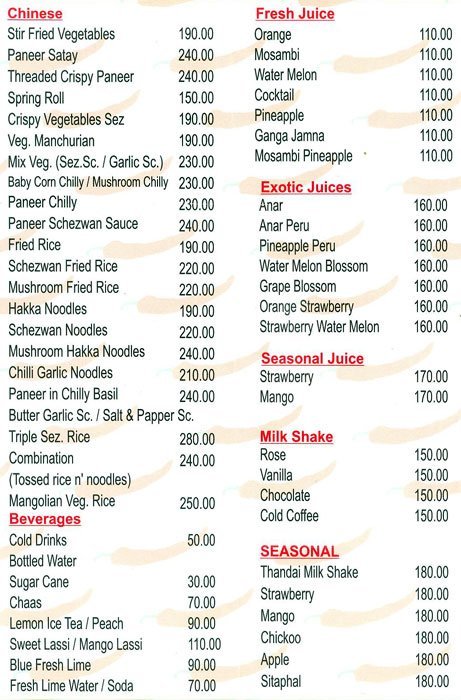 Chinese
Stir Fried Vegetables 190.00
Paneer Satay 240.00
Threaded Crispy Paneer 240.00
Spring Roll 150.00
Crispy Vegetables Sez 190.00
Veg. Manchurian 190.00
Mix Veg. (Sez.Sc. / Garlic Sc.) 230.00
Baby Corn Chilly / Mushroom Chilly 230.00
Paneer Chilly 230.00
Paneer Schezwan Sauce 240.00
Fried Rice 190.00
Schezwan Fried Rice 220.00
Mushroom Fried Rice 220.00
Hakka Noodles 190.00
Schezwan Noodles 220.00
Mushroom Hakka Noodles 240.00
Chilli Garlic Noodles 210.00
Paneer in Chilly Basil 240.00
Butter Garlic Sc. / Salt & Papper Sc.
Triple Sez. Rice 280.00
Combination 240.00
(Tossed rice n' noodles)
Mangolian Veg. Rice 250.00
Beverages
Cold Drinks 50.00
Bottled Water
Sugar Cane 30.00
Chaas 70.00
Lemon Ice Tea / Peach 90.00
Sweet Lassi / Mango Lassi 110.00
Blue Fresh Lime 90.00
Fresh Lime Water / Soda 70.00
Fresh Juice
Orange 110.00
Mosambi 110.00
Water Melon 110.00
Cocktail 110.00
Pineapple 110.00
Ganga Jamna 110.00
Mosambi Pineapple 110.00
Exotic Juices
Anar 160.00
Anar Peru 160.00
Pineapple Peru 160.00
Water Melon Blossom 160.00
Grape Blossom 160.00
Orange Strawberry 160.00
Strawberry Water Melon 160.00
Seasonal Juice
Strawberry 170.00
Mango 170.00
Milk Shake
Rose 150.00
Vanilla 150.00
Chocolate 150.00
Cold Coffee 150.00
SEASONAL
Thandai Milk Shake 180.00
Strawberry 180.00
Mango 180.00
Chickoo 180.00
Apple 180.00
Sitaphal 180.00